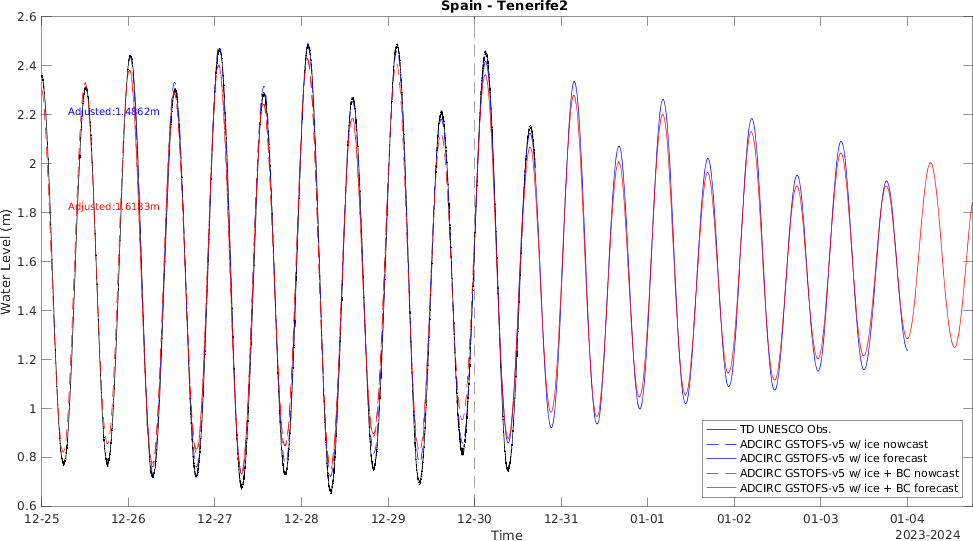 Spain - Tenerife2
2.6
2.4
2.2
2
1.8
1.6
1.4
1.2
1
0.8
0.6
Water Level (m)
Adjusted:1.4862m
Adjusted:1.6183m
TD UNESCO Obs.
ADCIRC GSTOFS-v5 w/ ice nowcast
ADCIRC GSTOFS-v5 w/ ice forecast
ADCIRC GSTOFS-v5 w/ ice + BC nowcast
ADCIRC GSTOFS-v5 w/ ice + BC forecast
12-25 12-26 12-27 12-28 12-29 12-30 12-31 01-01 01-02 01-03 01-04
Time
2023-2024